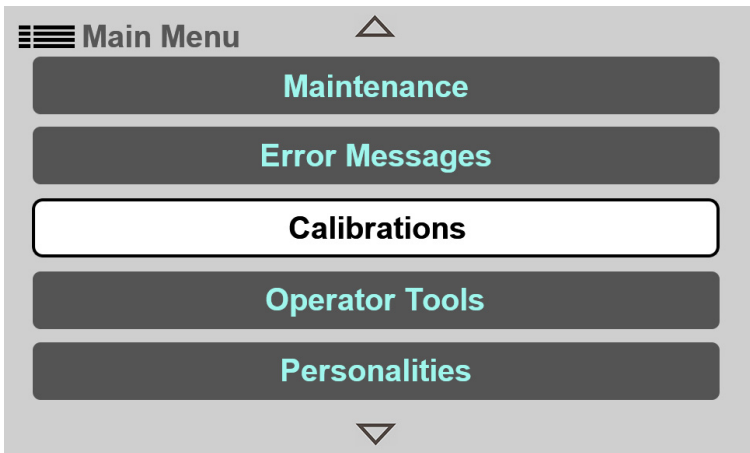 Main Menu
Maintenance
Error Messages
Calibrations
Operator Tools
Personalities